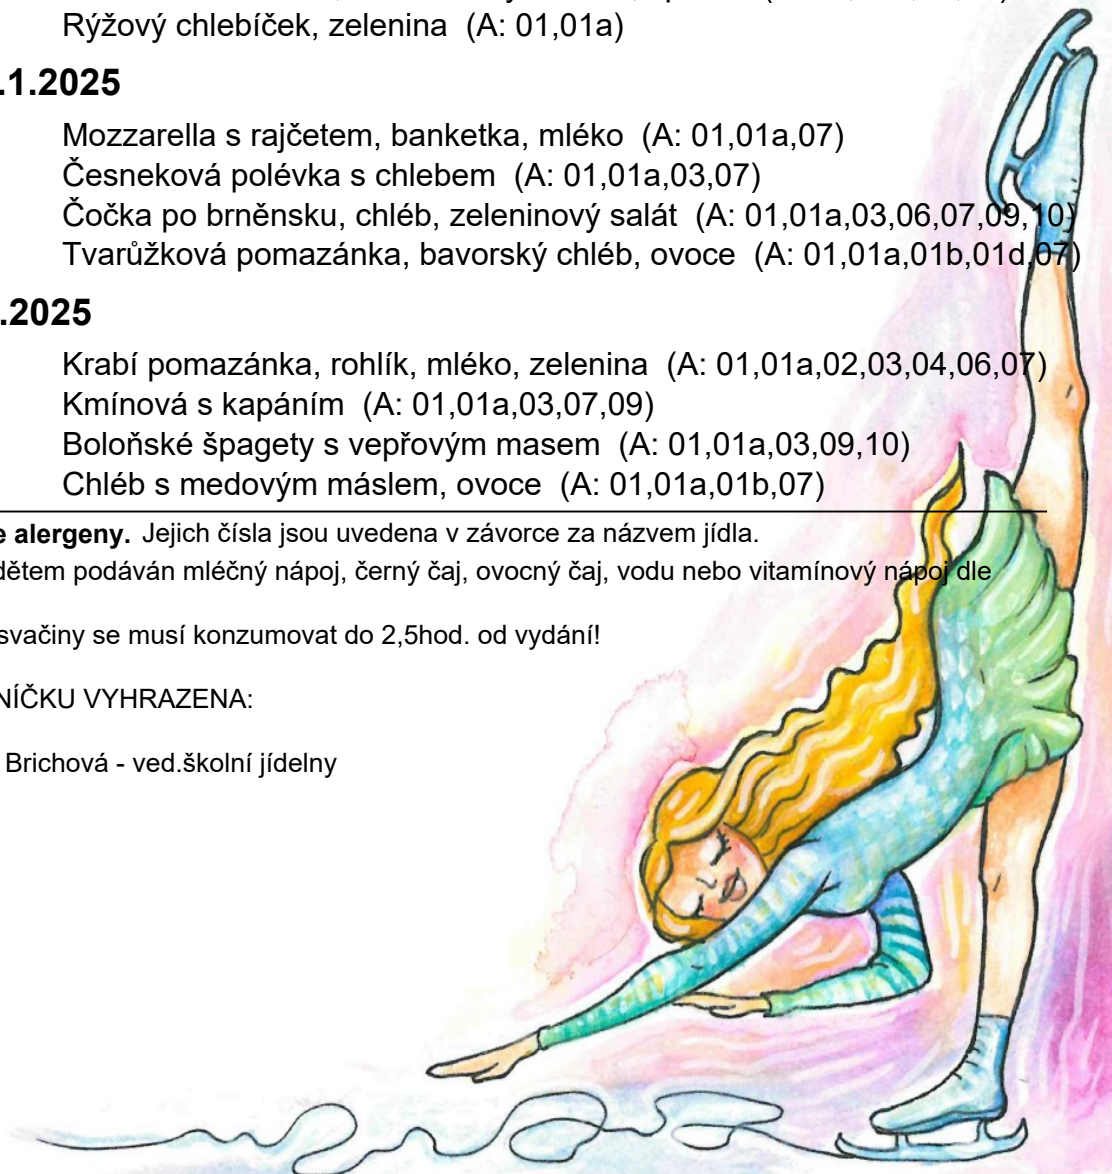 Rýžový chlebíček, zelenina (A: 01,01a)
.1.2025
Mozzarella s rajčetem, banketka, mléko (A: 01,01a,07)
Česneková polévka s chlebem (A: 01,01a,03,07)
Čočka po brněnsku, chléb, zeleninový salát (A: 01,01a,03,06,07,09,10)
Tvarůžková pomazánka, bavorský chléb, ovoce (A: 01,01a,01b,01d,07)
.2025
Krabí pomazánka, rohlík, mléko, zelenina (A: 01,01a,02,03,04,06,07)
Kmínová s kapáním (A: 01,01a,03,07,09)
Boloňské špagety s vepřovým masem (A: 01,01a,03,09,10)
Chléb s medovým máslem, ovoce (A: 01,01a,01b,07)
e alergeny. Jejich čísla jsou uvedena v závorce za názvem jídla.
dětem podáván mléčný nápoj, černý čaj, ovocný čaj, vodu nebo vitamínový nápoj dle
svačiny se musí konzumovat do 2,5hod. od vydání!
NÍČKU VYHRAZENA:
Brichová - ved.školní jídelny